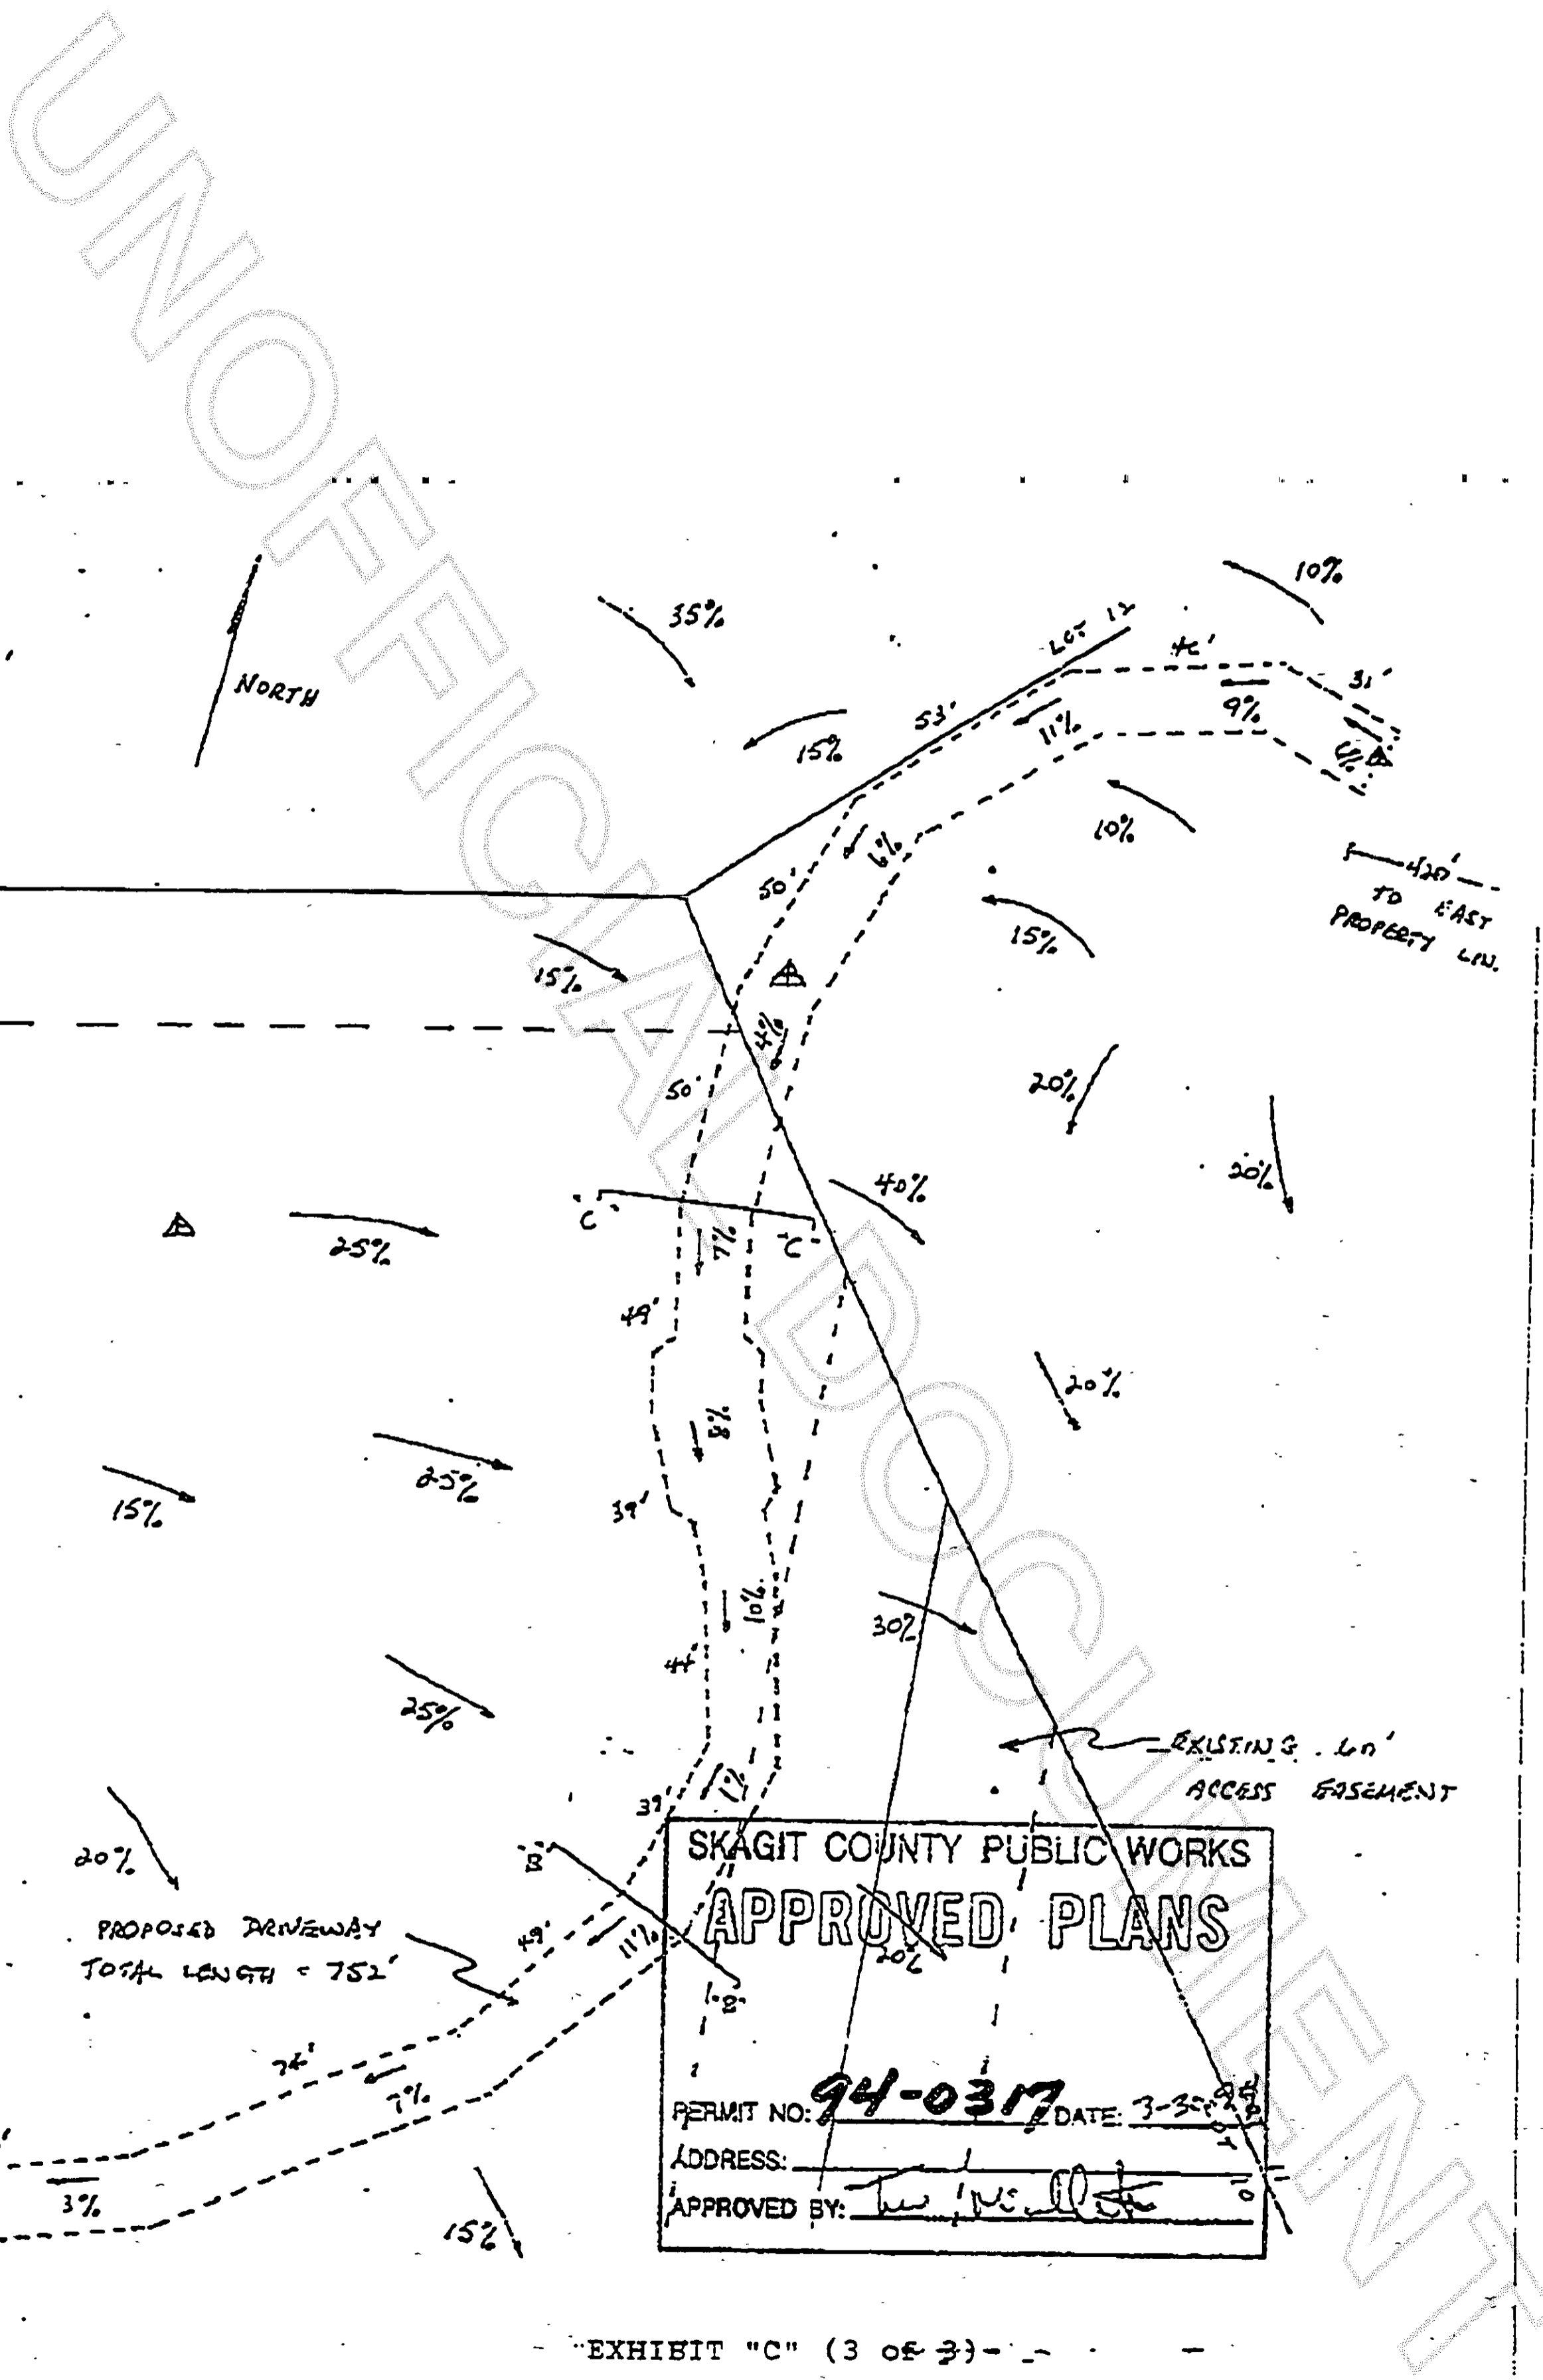 UNOFFICIAL DOCUMENT
10%
35%
LOT 12
31'
NORTH
53'
9%
11%
15%
10%
6%
50'
420'
TO EAST
PROPERTY LIN.
15%
15%
4%
50'
20%
40%
20%
"C"
"C"
7%
25%
49'
20%
8%
25%
15%
39'
10%
30%
44'
25%
EXISTING 60'
ACCESS EASEMENT
39'
20%
"B"
SKAGIT COUNTY PUBLIC WORKS
APPROVED PLANS
PROPOSED DRIVEWAY
TOTAL LENGTH = 752'
49'
11%
20%
"B"
7%
PERMIT NO: 94-0317 DATE:
ADDRESS:
3%
APPROVED BY:
15%
EXHIBIT "C" (3 of 3)